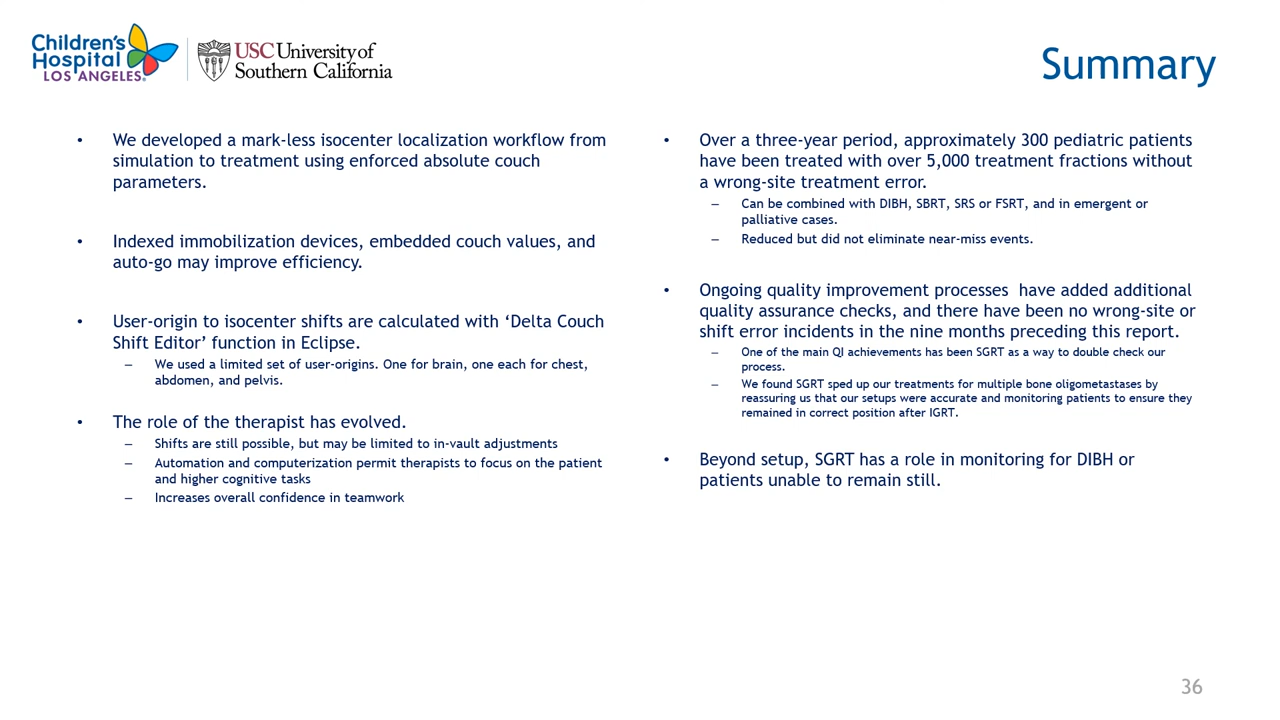 Children's
Hospital
LOS ANGELES®
USC University of
Southern California
Summary
• We developed a mark-less isocenter localization workflow from
simulation to treatment using enforced absolute couch
parameters.
• Indexed immobilization devices, embedded couch values, and
auto-go may improve efficiency.
• User-origin to isocenter shifts are calculated with ‘Delta Couch
Shift Editor’ function in Eclipse.
– We used a limited set of user-origins. One for brain, one each for chest,
abdomen, and pelvis.
• The role of the therapist has evolved.
– Shifts are still possible, but may be limited to in-vault adjustments
– Automation and computerization permit therapists to focus on the patient
and higher cognitive tasks
– Increases overall confidence in teamwork
• Over a three-year period, approximately 300 pediatric patients
have been treated with over 5,000 treatment fractions without
a wrong-site treatment error.
– Can be combined with DIBH, SBRT, SRS or FSRT, and in emergent or
palliative cases.
– Reduced but did not eliminate near-miss events.
• Ongoing quality improvement processes have added additional
quality assurance checks, and there have been no wrong-site or
shift error incidents in the nine months preceding this report.
– One of the main QI achievements has been SGRT as a way to double check our
process.
– We found SGRT sped up our treatments for multiple bone oligometastases by
reassuring us that our setups were accurate and monitoring patients to ensure they
remained in correct position after IGRT.
• Beyond setup, SGRT has a role in monitoring for DIBH or
patients unable to remain still.
36